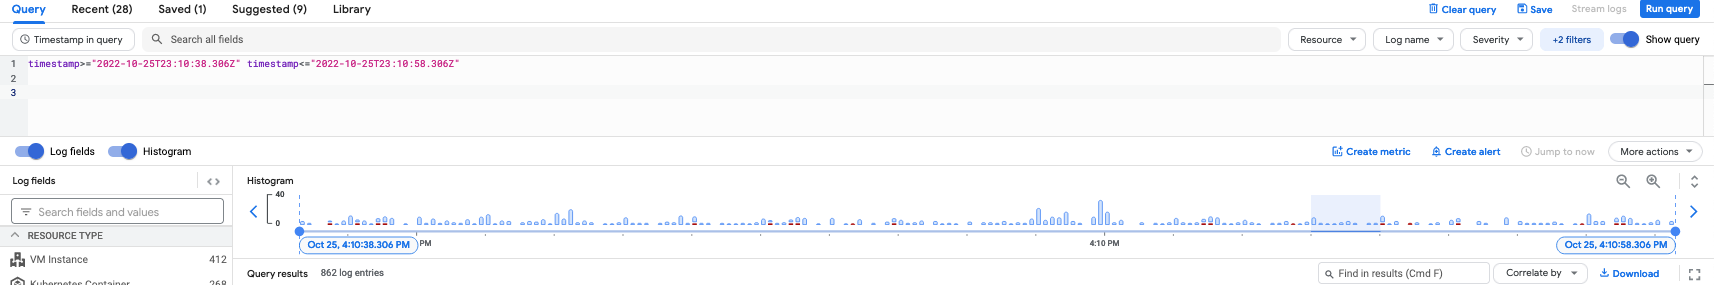 Query Recent (28) Saved (1) Suggested (9) Library Clear query Save Stream logs Run query
Timestamp in query Search all fields Resource Log name Severity +2 filters Show query
1 timestamp>="2022-10-25T23:10:38.306Z" timestamp<="2022-10-25T23:10:58.306Z"
2
3
Log fields Histogram Create metric Create alert Jump to now More actions
Log fields
Histogram
40
0
Search fields and values
RESOURCE TYPE
Oct 25, 4:10:38.306 PM PM 4:10 PM Oct 25, 4:10:58.306 PM
VM Instance 412
Query results 862 log entries Find in results (Cmd F) Correlate by Download
Kubernetes Container 268